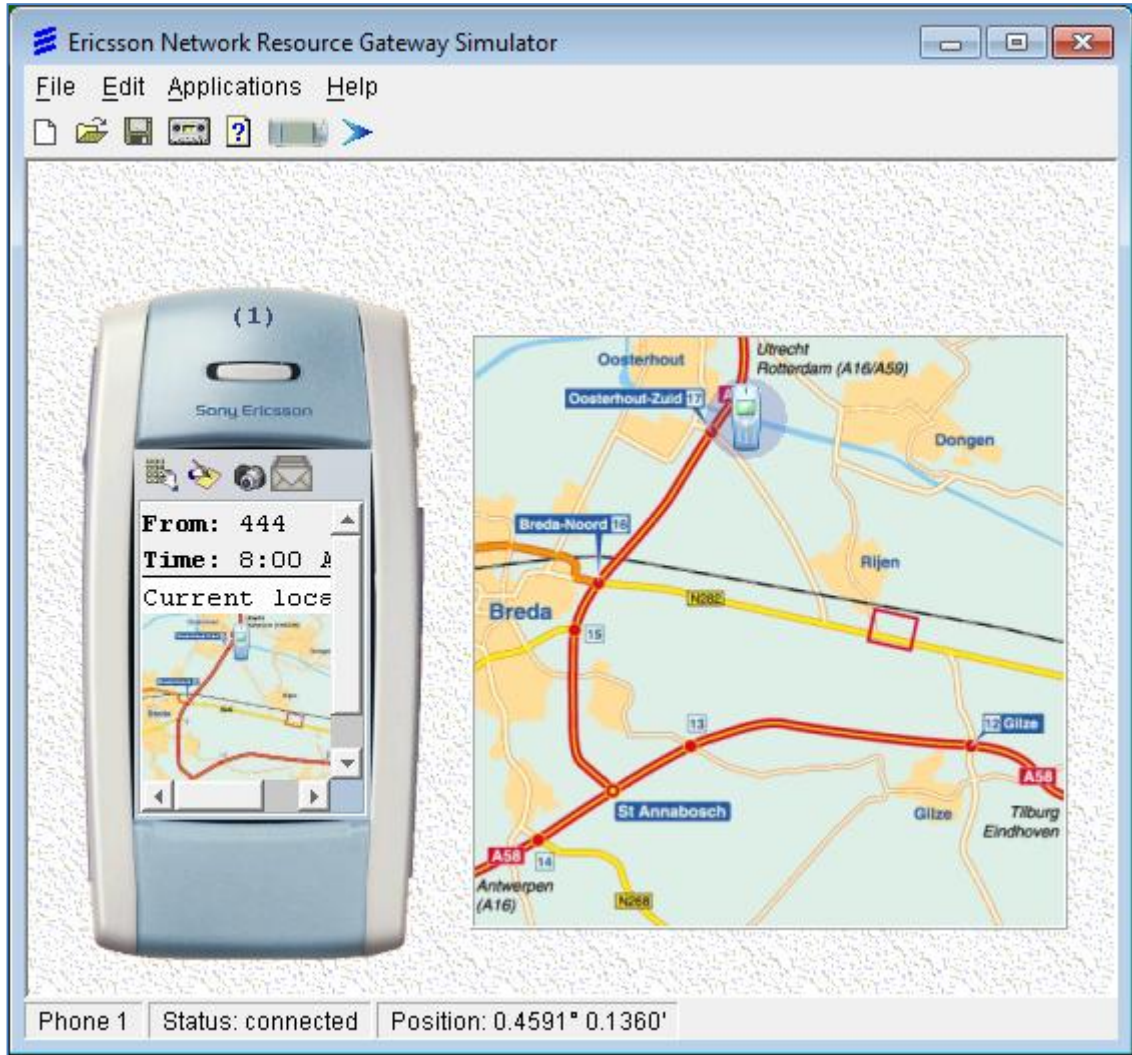 Ericsson Network Resource Gateway Simulator
File Edit Applications Help
(1)
Sony Ericsson
From: 444
Time: 8:00 A
Current loca
Oosterhout
Utrecht
Rotterdam (A16/A59)
Oosterhout-Zuid 17
Dongen
Breda-Noord 16
Rijen
N282
Breda
15
13
12 Gilze
A58
St Annabosch
Gilze
Tilburg
Eindhoven
A58
14
Antwerpen
(A16)
N268
Phone 1
Status: connected
Position: 0.4591° 0.1360'